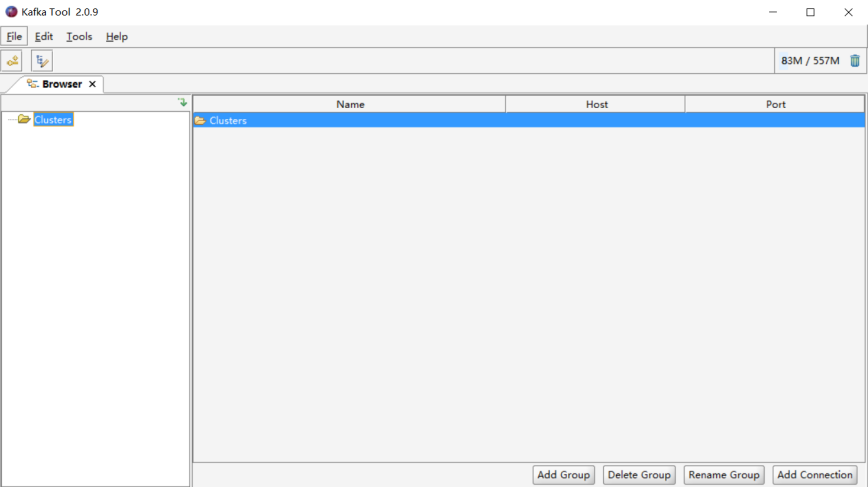 Kafka Tool 2.0.9
File Edit Tools Help
83M / 557M
Browser
Name Host Port
Clusters
Clusters
Add Group Delete Group Rename Group Add Connection